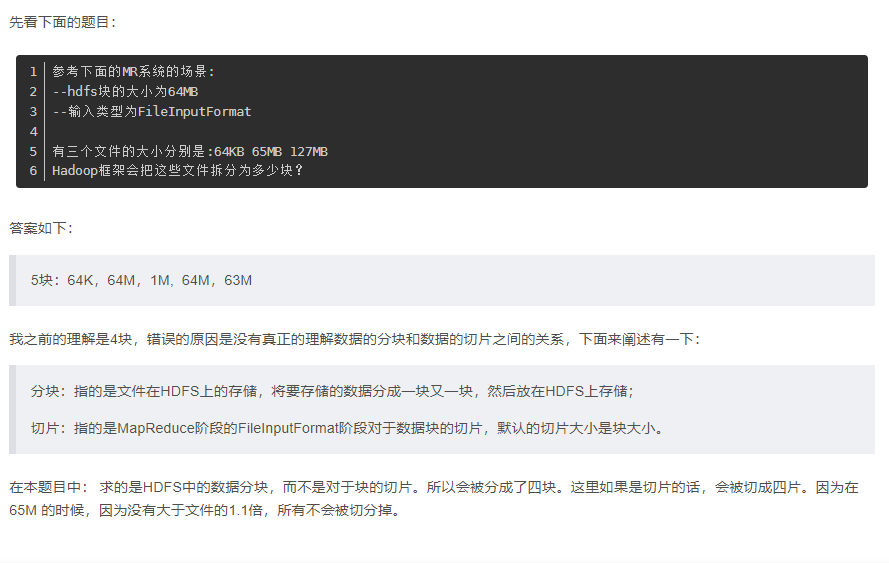 先看下面的题目：
1 参考下面的MR系统的场景：
2 --hdfs块的大小为64MB
3 --输入类型为FileInputFormat
4
5 有三个文件的大小分别是:64KB 65MB 127MB
6 Hadoop框架会把这些文件拆分为多少块?
答案如下：
5块：64K，64M，1M，64M，63M
我之前的理解是4块，错误的原因是没有真正的理解数据的分块和数据的切片之间的关系，下面来阐述有一下：
分块：指的是文件在HDFS上的存储，将要存储的数据分成一块又一块，然后放在HDFS上存储；
切片：指的是MapReduce阶段的FileInputFormat阶段对于数据块的切片，默认的切片大小是块大小。
在本题目中： 求的是HDFS中的数据分块，而不是对于块的切片。所以会被分成了四块。这里如果是切片的话，会被切成四片。因为在
65M 的时候，因为没有大于文件的1.1倍，所有不会被切分掉。